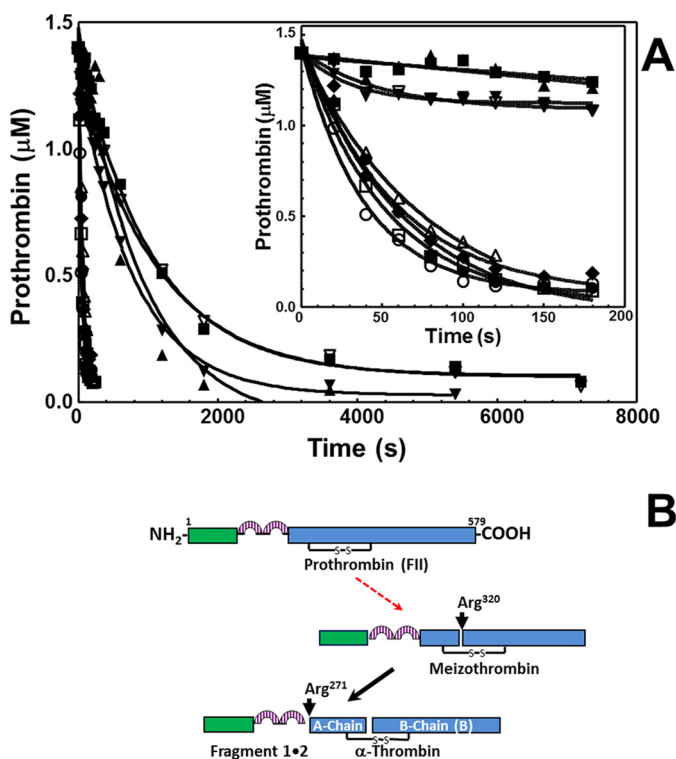 A
1.5
1.0
0.5
0.0
Prothrombin (µM)
0 2000 4000 6000 8000
Time (s)
1.5
1.0
0.5
0.1
Prothrombin (µM)
0 50 100 150 200
Time (s)
B
1 579
NH2- -COOH
S-S
Prothrombin (FII)
Arg320
S-S
Meizothrombin
Arg271
A-Chain B-Chain (B)
S-S
Fragment 1•2 α-Thrombin